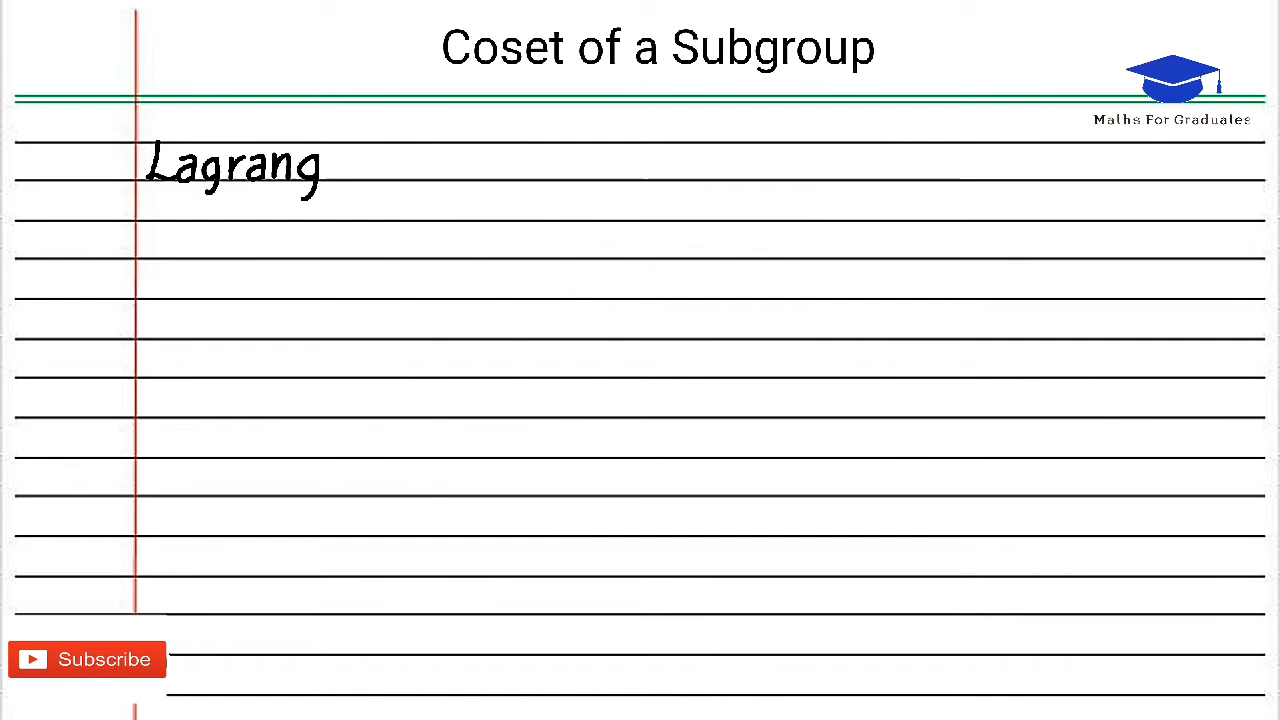 Coset of a Subgroup
Maths For Graduates
Lagrang
Subscribe